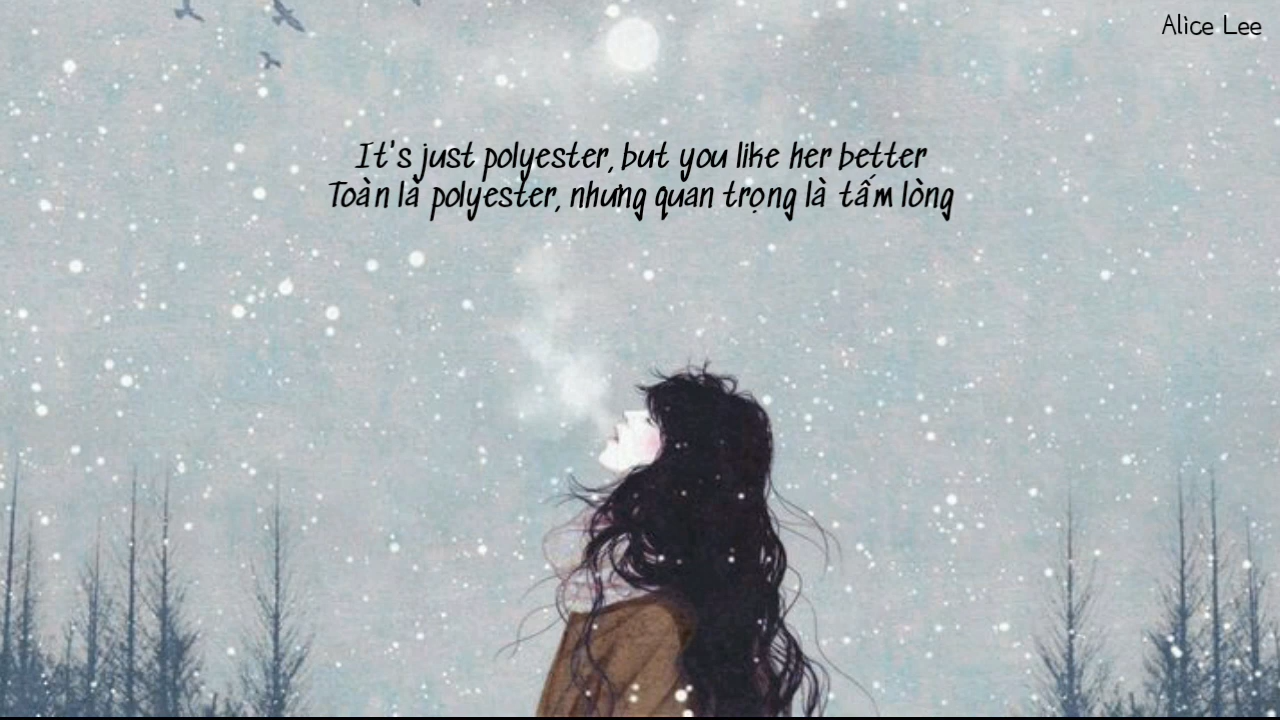 Alice Lee
It's just polyester, but you like her better
Toàn là polyester, nhưng quan trọng là tấm lòng